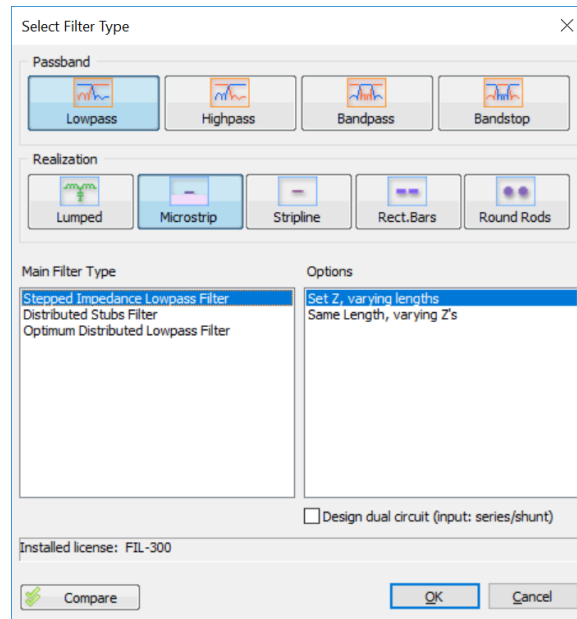 Select Filter Type
Passband
Lowpass Highpass Bandpass Bandstop
Realization
Lumped Microstrip Stripline Rect.Bars Round Rods
Main Filter Type
Stepped Impedance Lowpass Filter
Distributed Stubs Filter
Optimum Distributed Lowpass Filter
Options
Set Z, varying lengths
Same Length, varying Z's
Design dual circuit (input: series/shunt)
Installed license: FIL-300
Compare OK Cancel